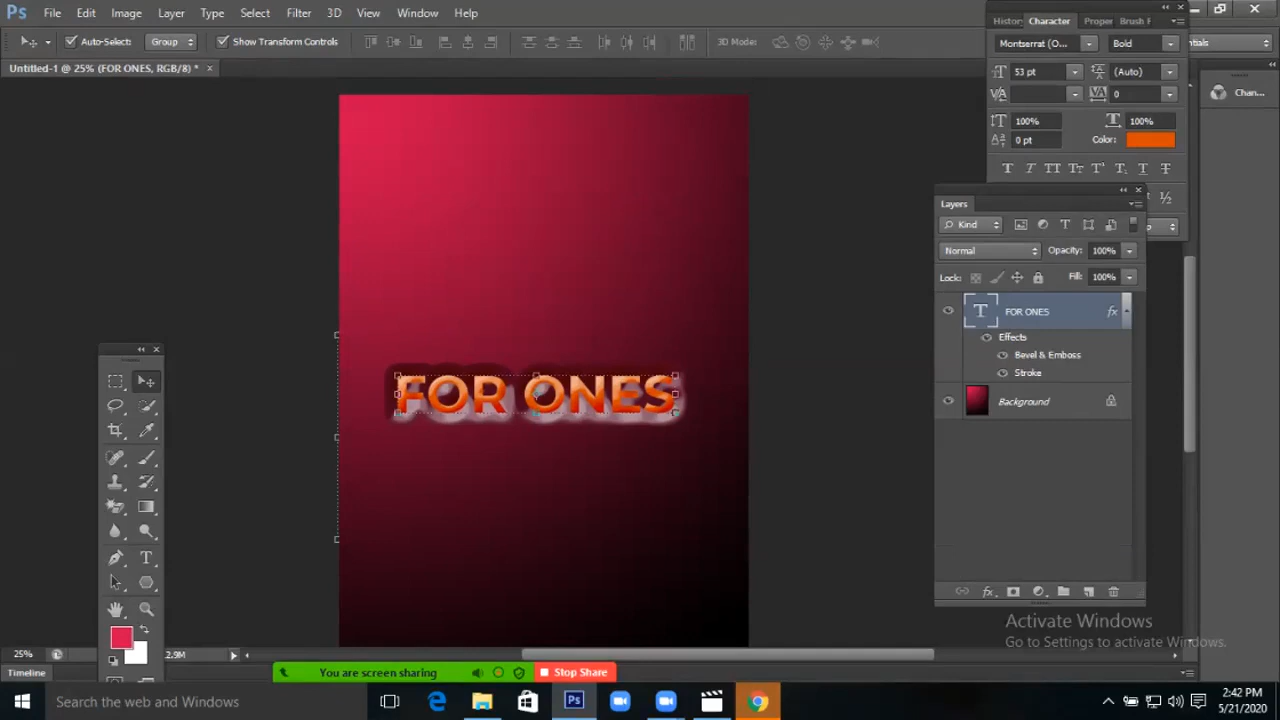 Ps File Edit Image Layer Type Select Filter 3D View Window Help
Auto-Select: Group Show Transform Controls 3D Mode:
Untitled-1 @ 25% (FOR ONES, RGB/8) * ×
Histor Character Proper Brush
Montserrat (O... Bold
53 pt (Auto)
0
100% 100%
0 pt Color:
ntials
Chan...
Layers
Kind
Normal Opacity: 100%
Lock: Fill: 100%
T FOR ONES fx
Effects
Bevel & Emboss
Stroke
Background
FOR ONES
Activate Windows
Go to Settings to activate Windows.
25% 2.9M
Timeline
You are screen sharing Stop Share
Search the web and Windows
2:42 PM
5/21/2020